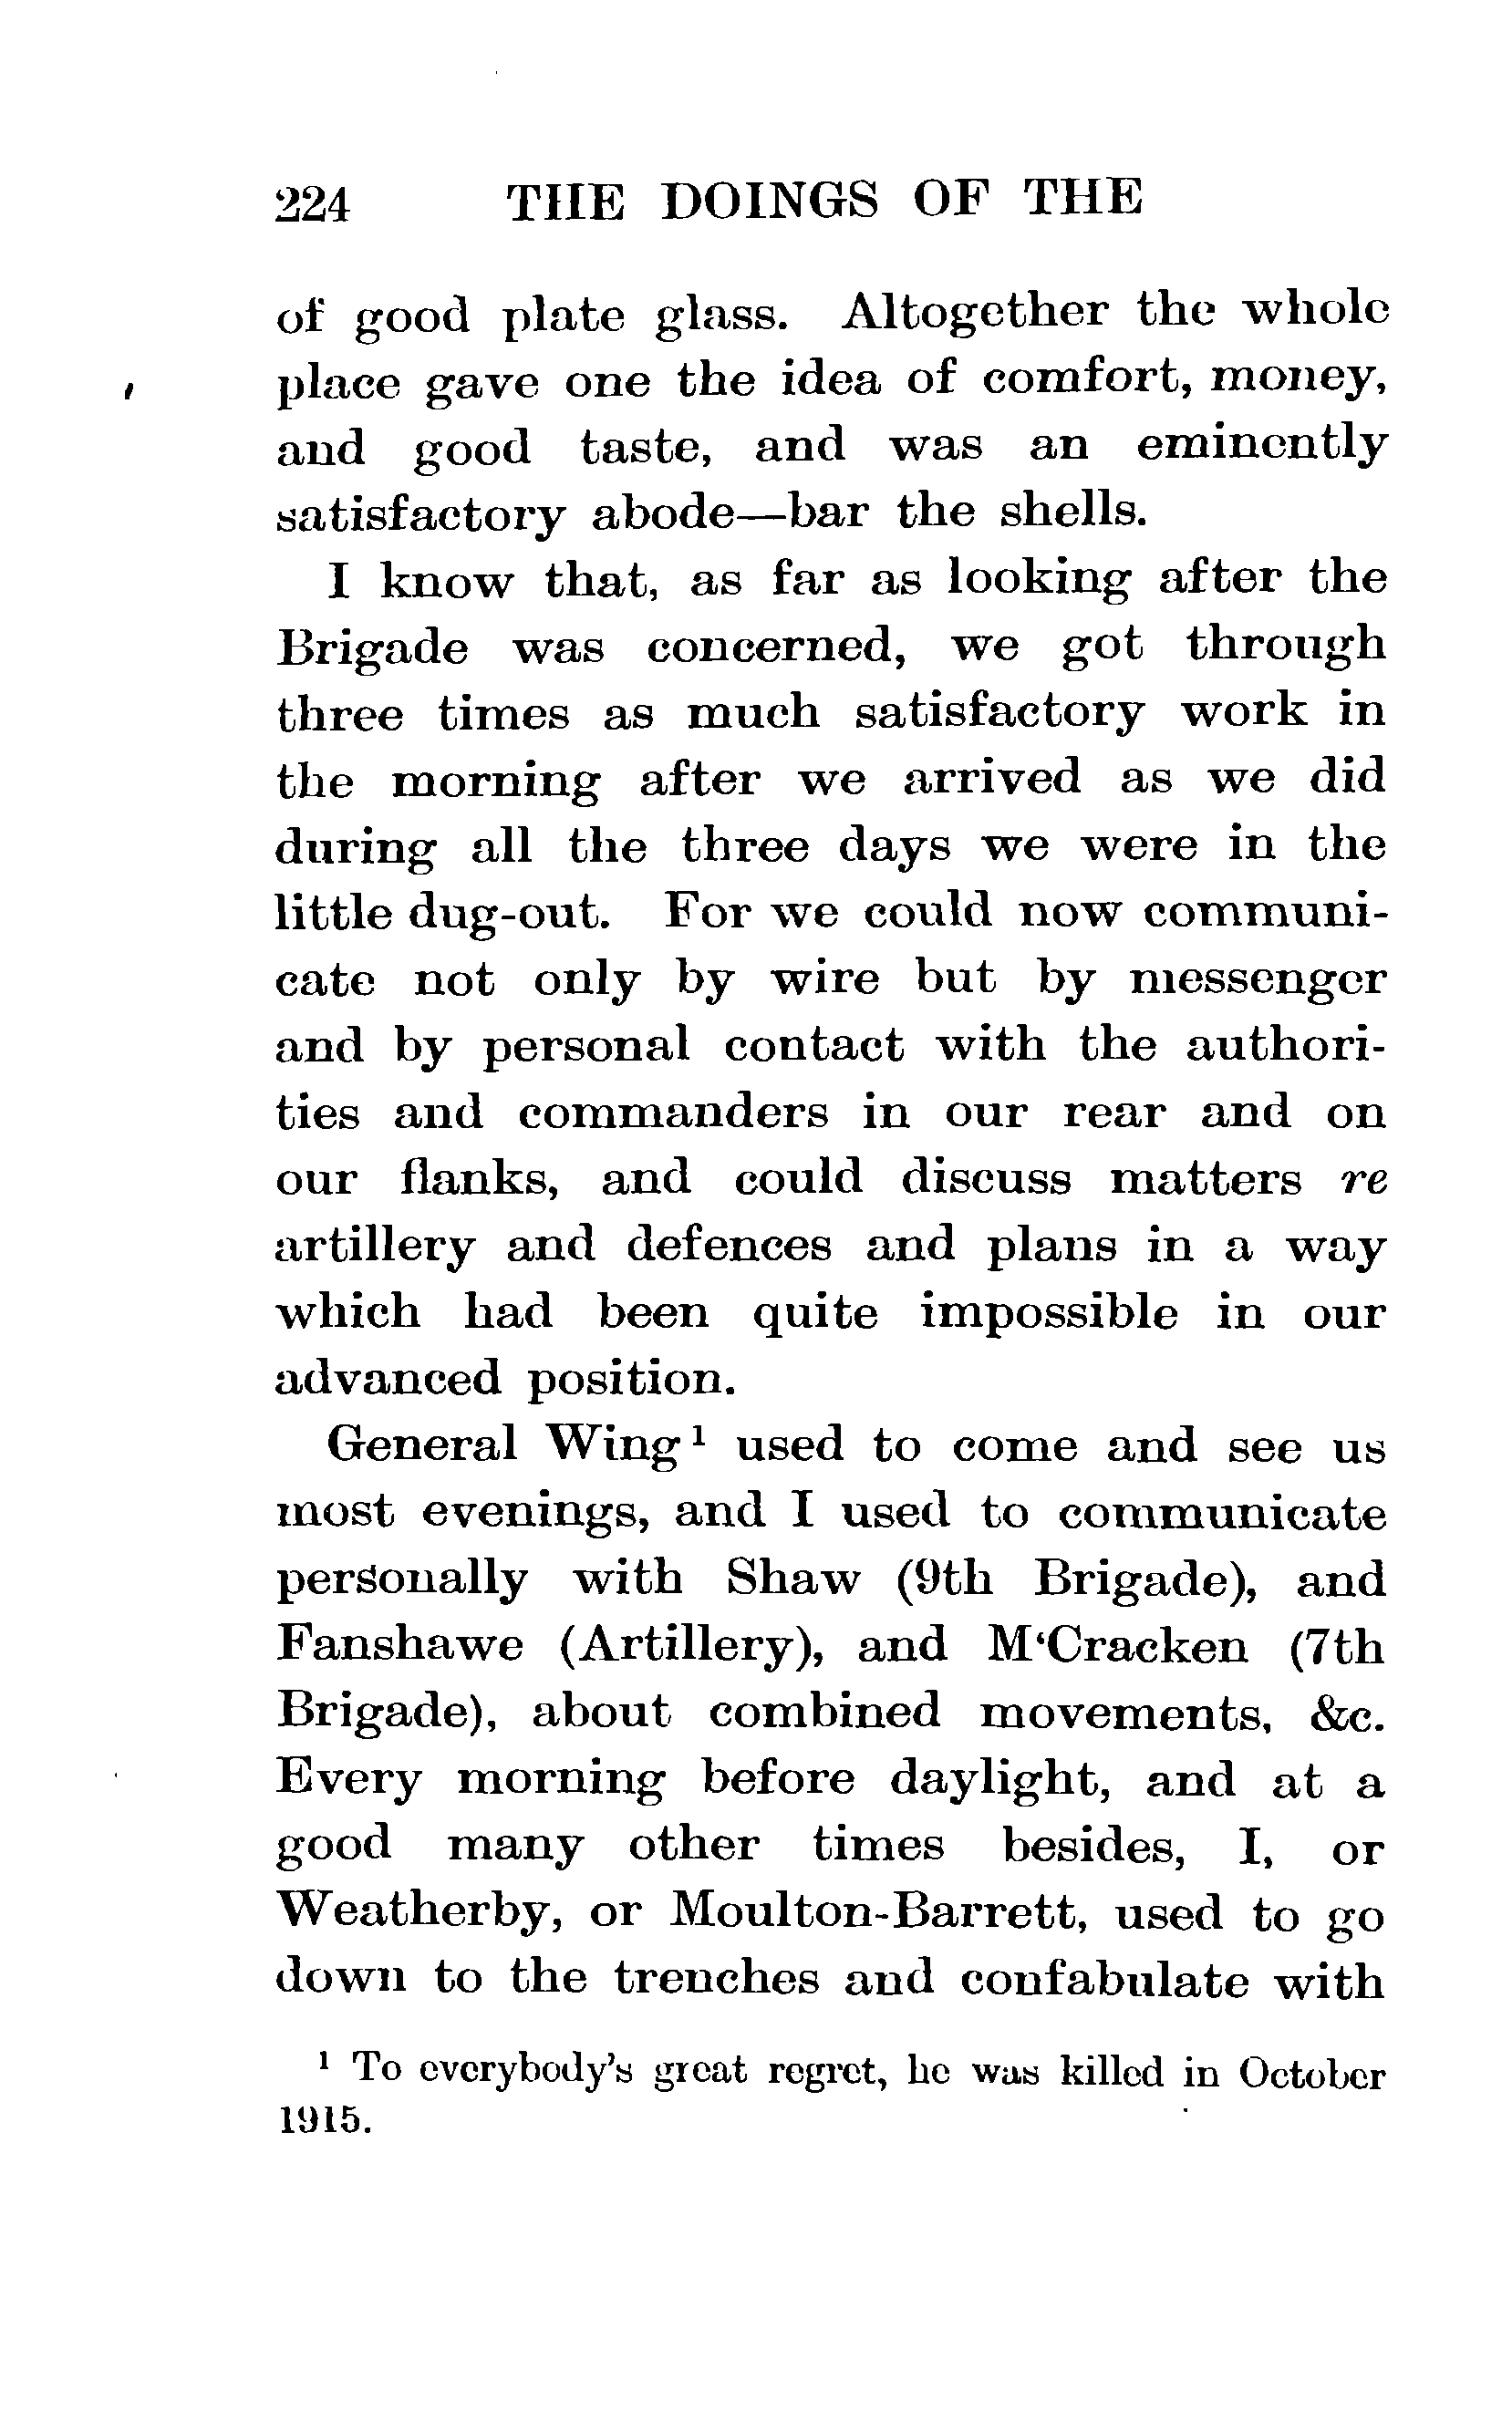 224 THE DOINGS OF THE
of good plate glass. Altogether the whole
place gave one the idea of comfort, money,
and good taste, and was an eminently
satisfactory abode—bar the shells.
I know that, as far as looking after the
Brigade was concerned, we got through
three times as much satisfactory work in
the morning after we arrived as we did
during all the three days we were in the
little dug-out. For we could now communi-
cate not only by wire but by messenger
and by personal contact with the authori-
ties and commanders in our rear and on
our flanks, and could discuss matters re
artillery and defences and plans in a way
which had been quite impossible in our
advanced position.
General Wing¹ used to come and see us
most evenings, and I used to communicate
personally with Shaw (9th Brigade), and
Fanshawe (Artillery), and M‘Cracken (7th
Brigade), about combined movements, &c.
Every morning before daylight, and at a
good many other times besides, I, or
Weatherby, or Moulton-Barrett, used to go
down to the trenches and confabulate with
¹ To everybody's great regret, he was killed in October
1915.